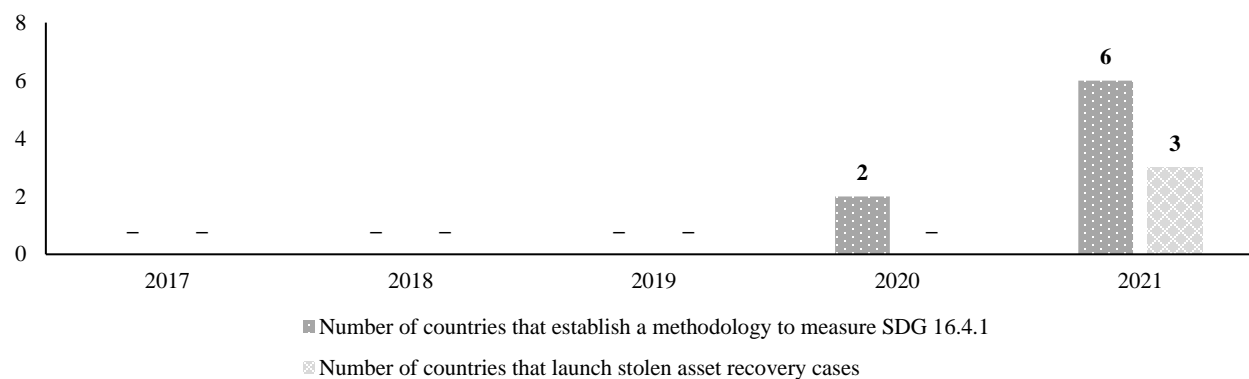 8
6
3
6
4
2
2
– – – – – – –
0
2017 2018 2019 2020 2021
Number of countries that establish a methodology to measure SDG 16.4.1
Number of countries that launch stolen asset recovery cases